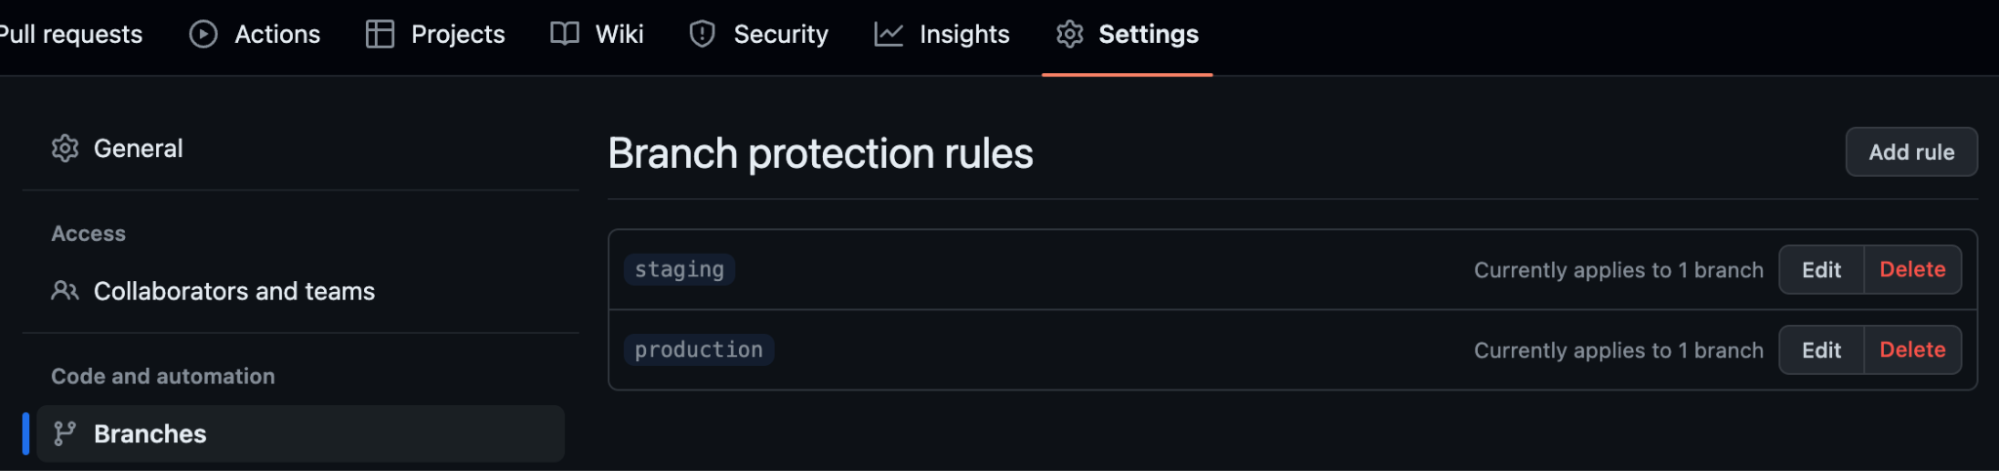 Pull requests Actions Projects Wiki Security Insights Settings
General
Access
Collaborators and teams
Code and automation
Branches
Branch protection rules Add rule
staging Currently applies to 1 branch Edit Delete
production Currently applies to 1 branch Edit Delete